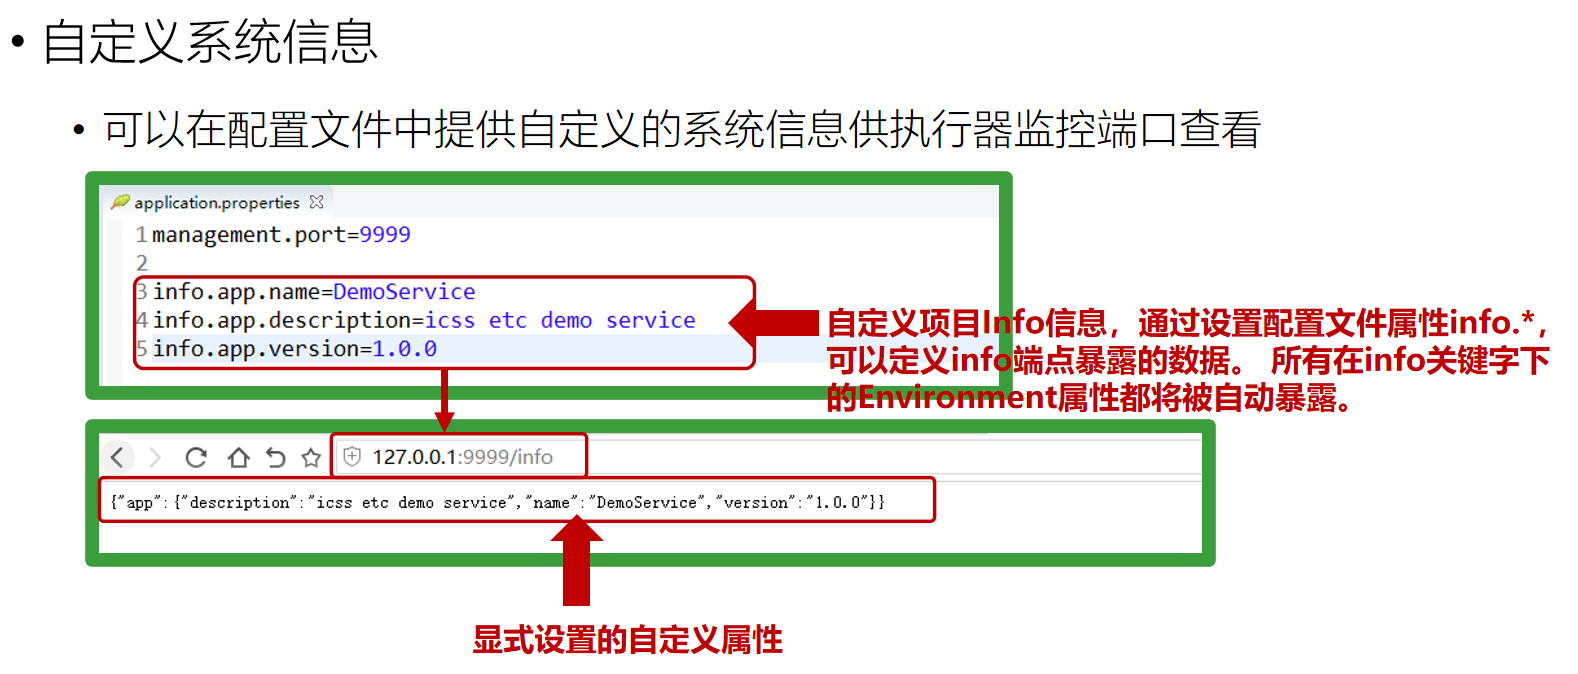 • 自定义系统信息
• 可以在配置文件中提供自定义的系统信息供执行器监控端口查看
application.properties
1 management.port=9999
2
3 info.app.name=DemoService
4 info.app.description=icss etc demo service
5 info.app.version=1.0.0
自定义项目Info信息，通过设置配置文件属性info.*，
可以定义info端点暴露的数据。 所有在info关键字下
的Environment属性都将被自动暴露。
127.0.0.1:9999/info
{"app":{"description":"icss etc demo service","name":"DemoService","version":"1.0.0"}}
显式设置的自定义属性